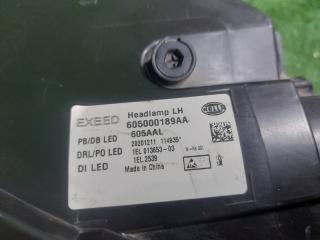 EXEED
Headlamp LH
605000189AA
605AAL
HELLA
PB/DB LED
20201211 114935*
DRL/PO LED
1EL 013653-03
DI LED
1EL.2539
Made in China